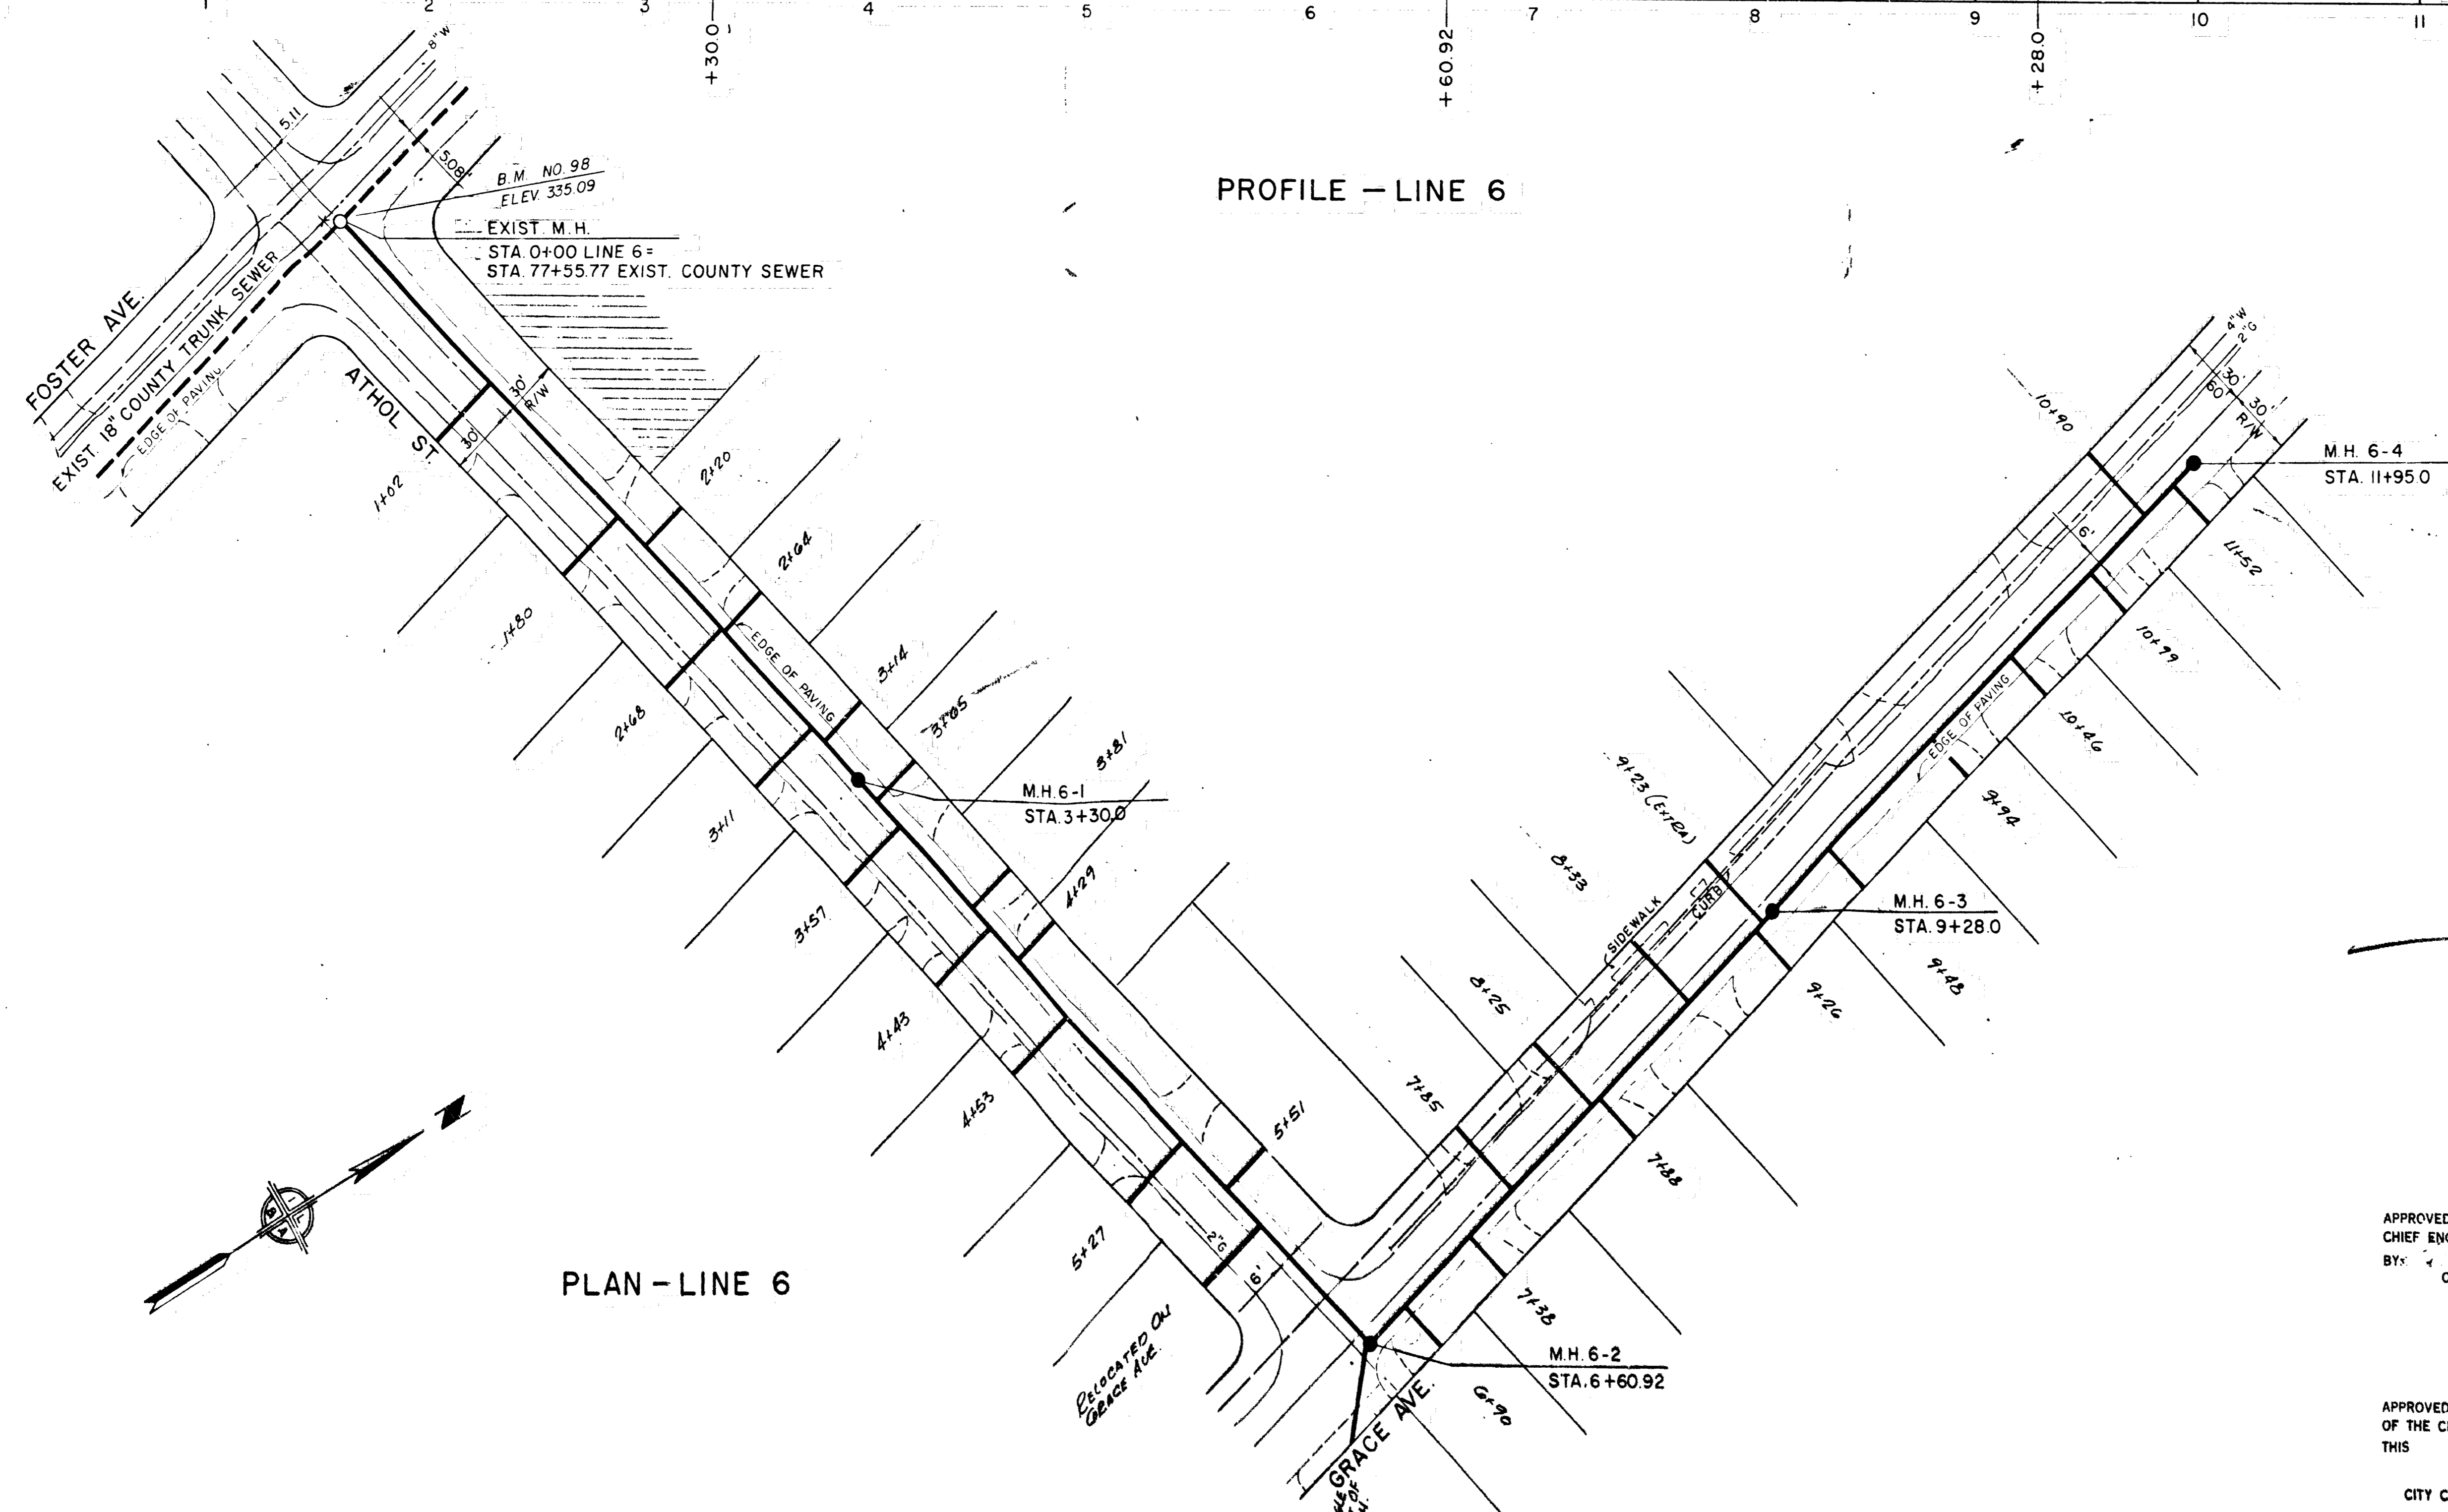 1 2 3 4 5 6 7 8 9 10 11
+30.0
+60.92
+28.0
PROFILE – LINE 6
8"W
5.11
5.08
B.M. NO. 98
ELEV. 335.09
EXIST. M.H.
STA. 0+00 LINE 6 =
STA. 77+55.77 EXIST. COUNTY SEWER
FOSTER AVE.
EXIST. 18" COUNTY TRUNK SEWER
EDGE OF PAVING
ATHOL ST.
30'
30'
R/W
1+02
2+20
1+80
2+64
EDGE OF PAVING
2+68
3+14
3+11
3+81
M.H. 6-1
STA. 3+30.0
3+57
4+29
4+43
4+53
5+51
5+27
2"G
6'
RELOCATED ON
GRACE AVE.
PLAN – LINE 6
N
4"W
2"G
30'
60'
30'
R/W
10+90
M.H. 6-4
STA. 11+95.0
6'
11+52
10+99
EDGE OF PAVING
10+46
9+94
9+23 (EXTRA)
8+33
SIDEWALK
CURB
M.H. 6-3
STA. 9+28.0
9+48
9+26
8+25
7+85
7+88
7+38
M.H. 6-2
STA. 6+60.92
6+90
GRACE AVE.
OF
APPROVED
CHIEF
BY:
APPROVED
OF THE
THIS
CITY